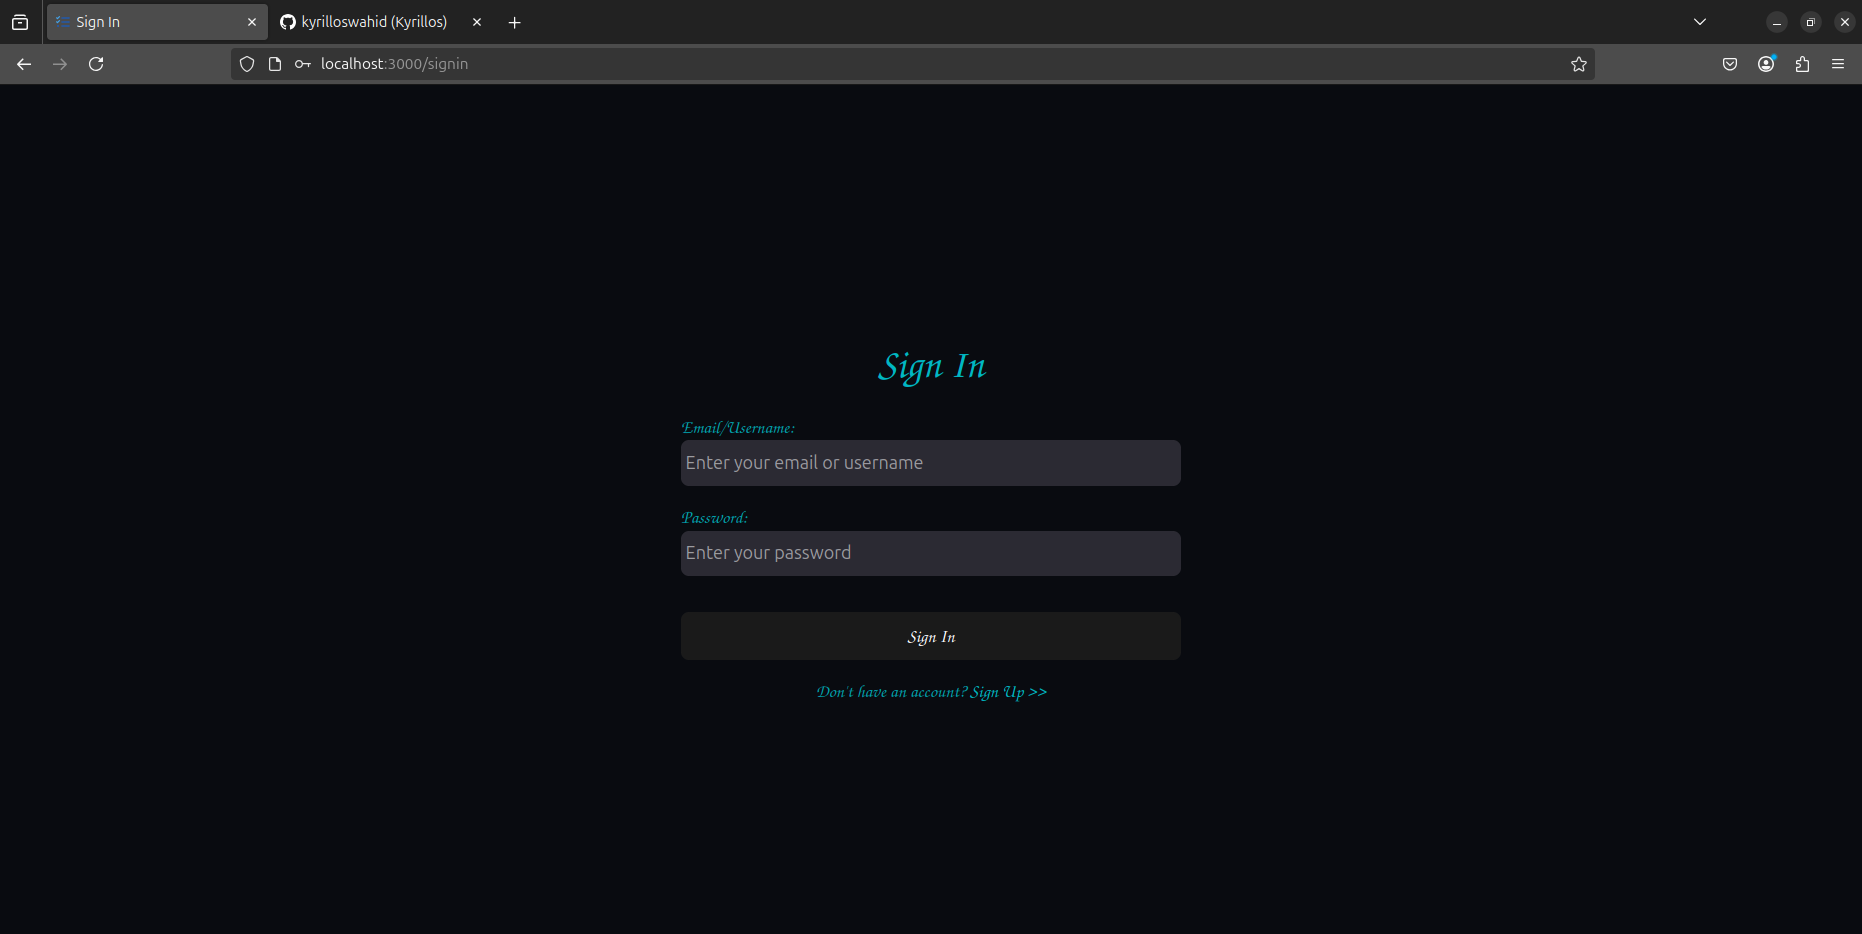 Sign In
kyrilloswahid (Kyrillos)
localhost:3000/signin
Sign In
Email/Username:
Enter your email or username
Password:
Enter your password
Sign In
Don't have an account? Sign Up >>